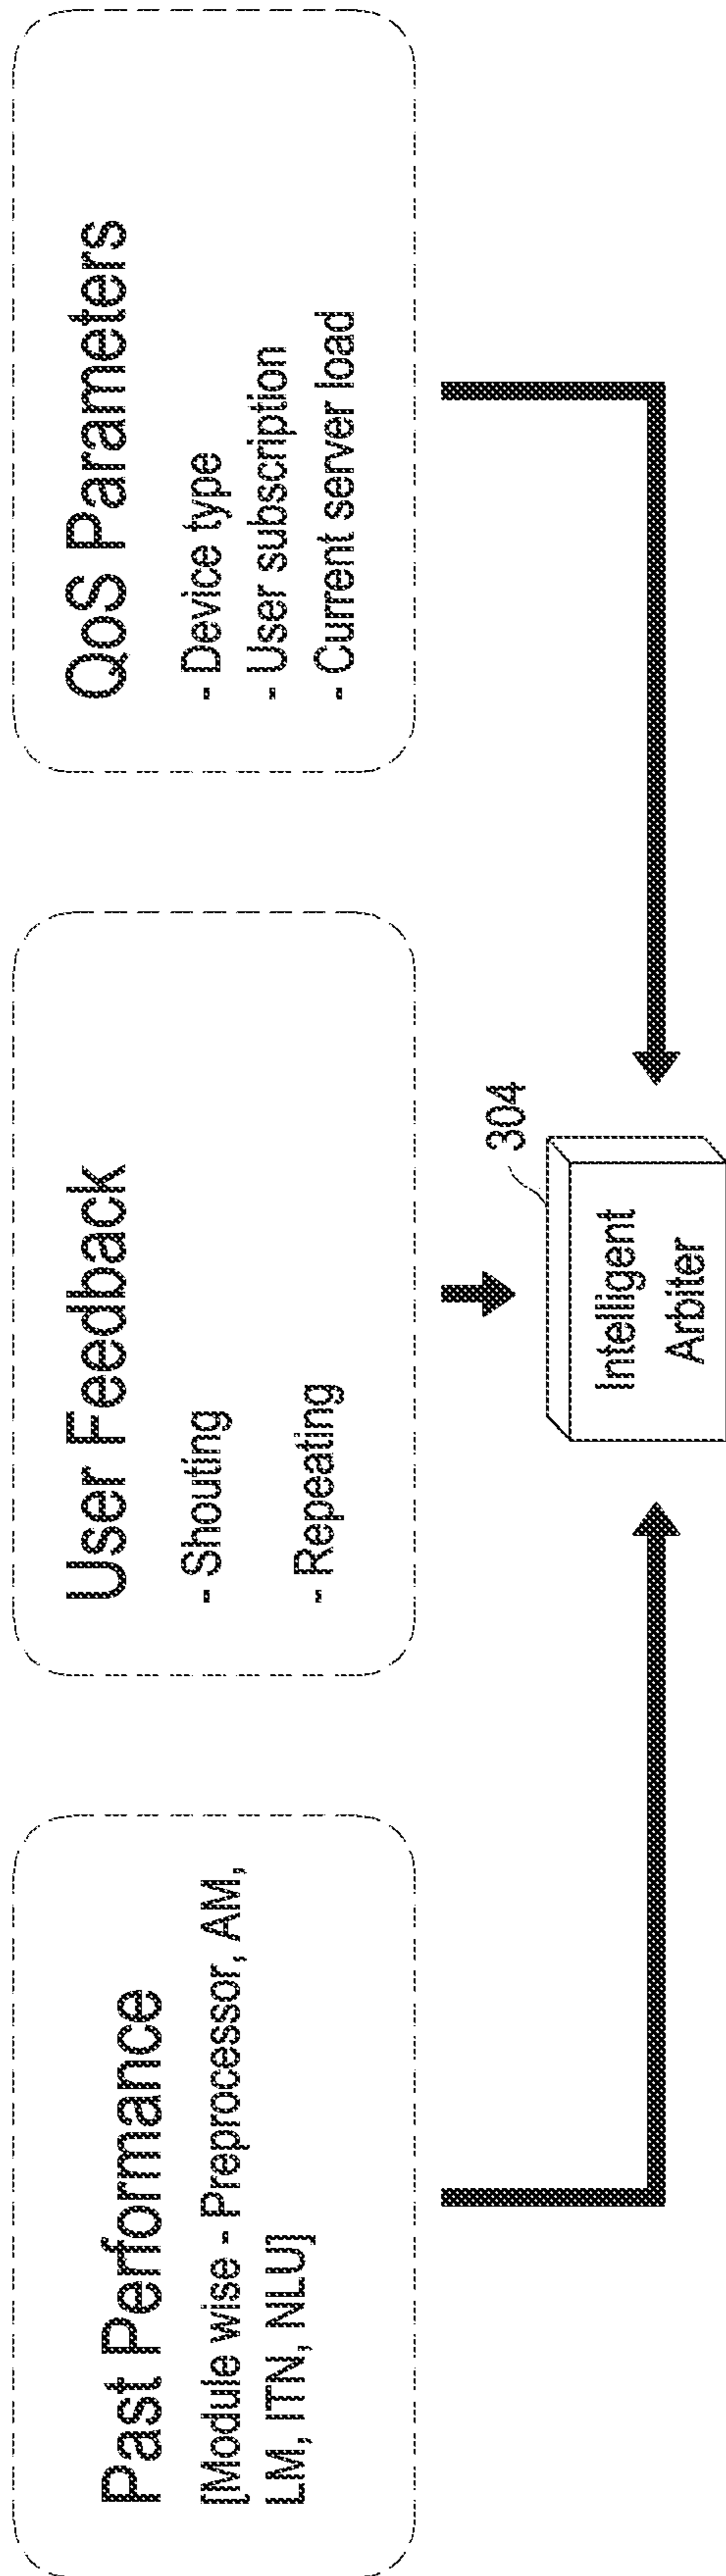 Past Performance
[Module wise - Preprocessor, AM,
LM, ITN, NLU]
User Feedback
- Shouting
- Repeating
QoS Parameters
- Device type
- User subscription
- Current server load
304
Intelligent
Arbiter